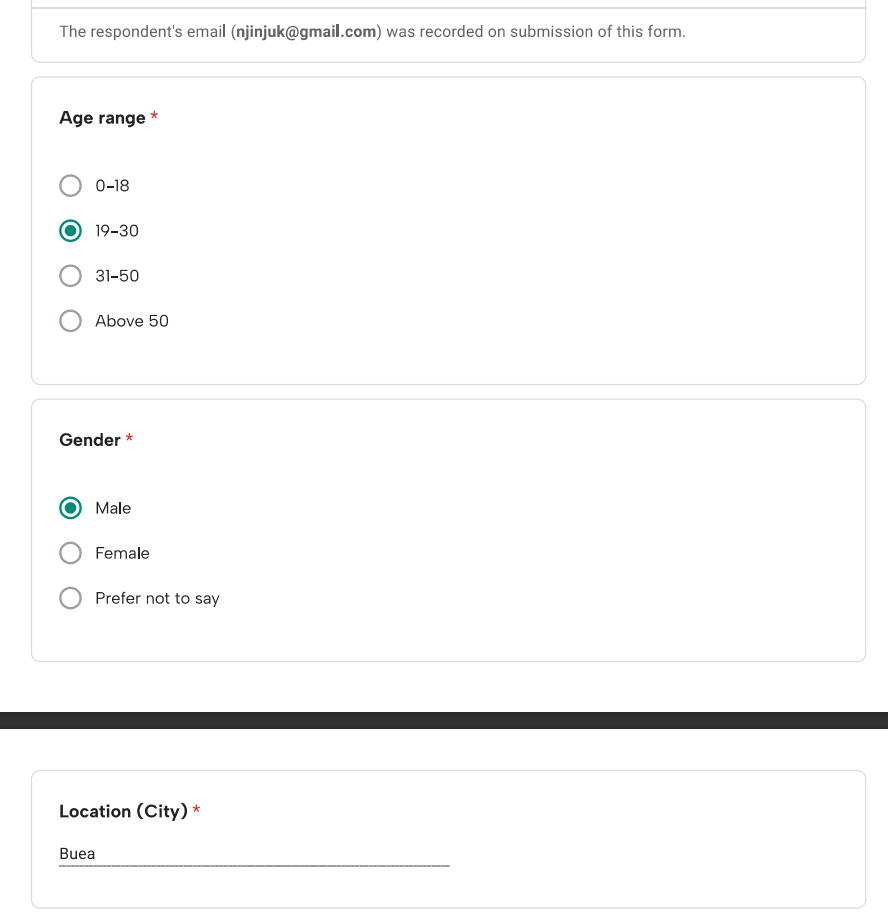 The respondent's email (njinjuk@gmail.com) was recorded on submission of this form.
Age range *
0-18
19-30
31-50
Above 50
Gender *
Male
Female
Prefer not to say
Location (City) *
Buea